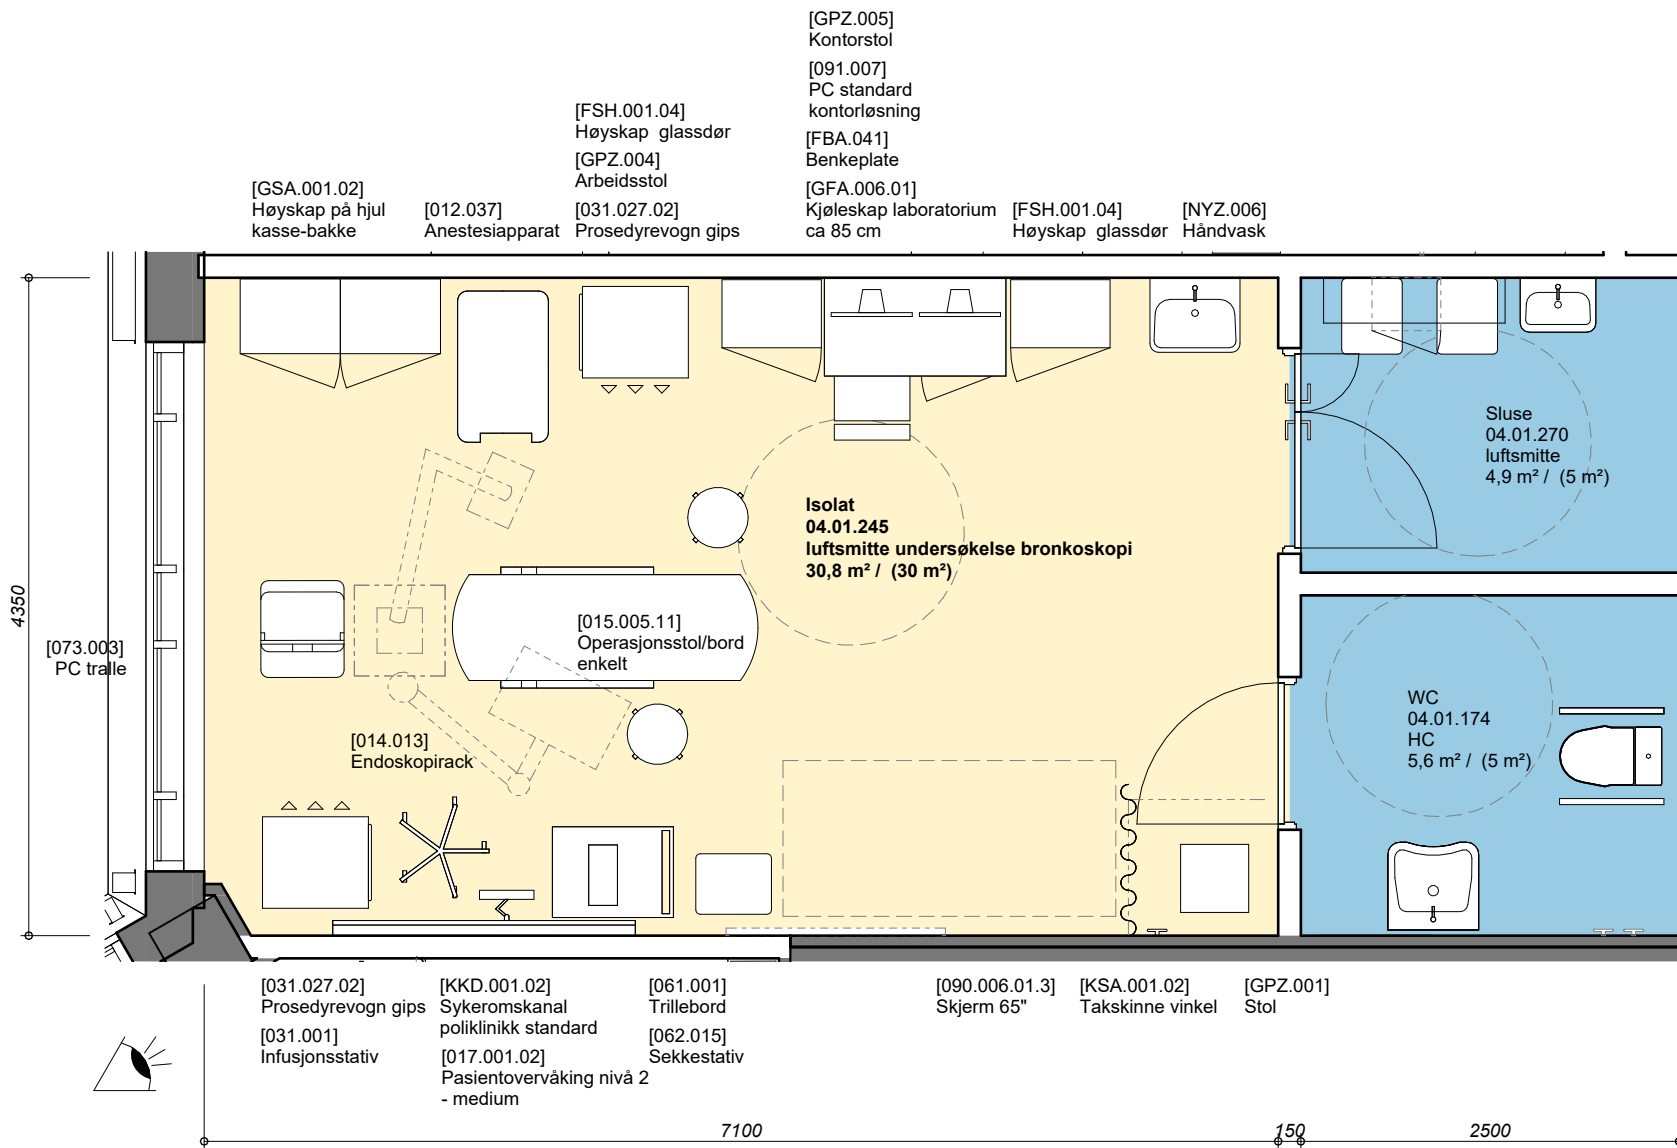 [GPZ.005]
Kontorstol
[091.007]
PC standard
kontorløsning
[FBA.041]
Benkeplate
[GFA.006.01]
Kjøleskap laboratorium
ca 85 cm
[FSH.001.04]
Høyskap  glassdør
[GPZ.004]
Arbeidsstol
[031.027.02]
Prosedyrevogn gips
[GSA.001.02]
Høyskap på hjul
kasse-bakke
[012.037]
Anestesiapparat
[FSH.001.04]
Høyskap  glassdør
[NYZ.006]
Håndvask
4350
[073.003]
PC tralle
Isolat
04.01.245
luftsmitte undersøkelse bronkoskopi
30,8 m² /  (30 m²)
Sluse
04.01.270
luftsmitte
4,9 m² /  (5 m²)
[015.005.11]
Operasjonsstol/bord
enkelt
[014.013]
Endoskopirack
WC
04.01.174
HC
5,6 m² /  (5 m²)
[031.027.02]
Prosedyrevogn gips
[031.001]
Infusjonsstativ
[KKD.001.02]
Sykeromskanal
poliklinikk standard
[017.001.02]
Pasientovervåking nivå 2
- medium
[061.001]
Trillebord
[062.015]
Sekkestativ
[090.006.01.3]
Skjerm 65"
[KSA.001.02]
Takskinne vinkel
[GPZ.001]
Stol
7100
150
2500